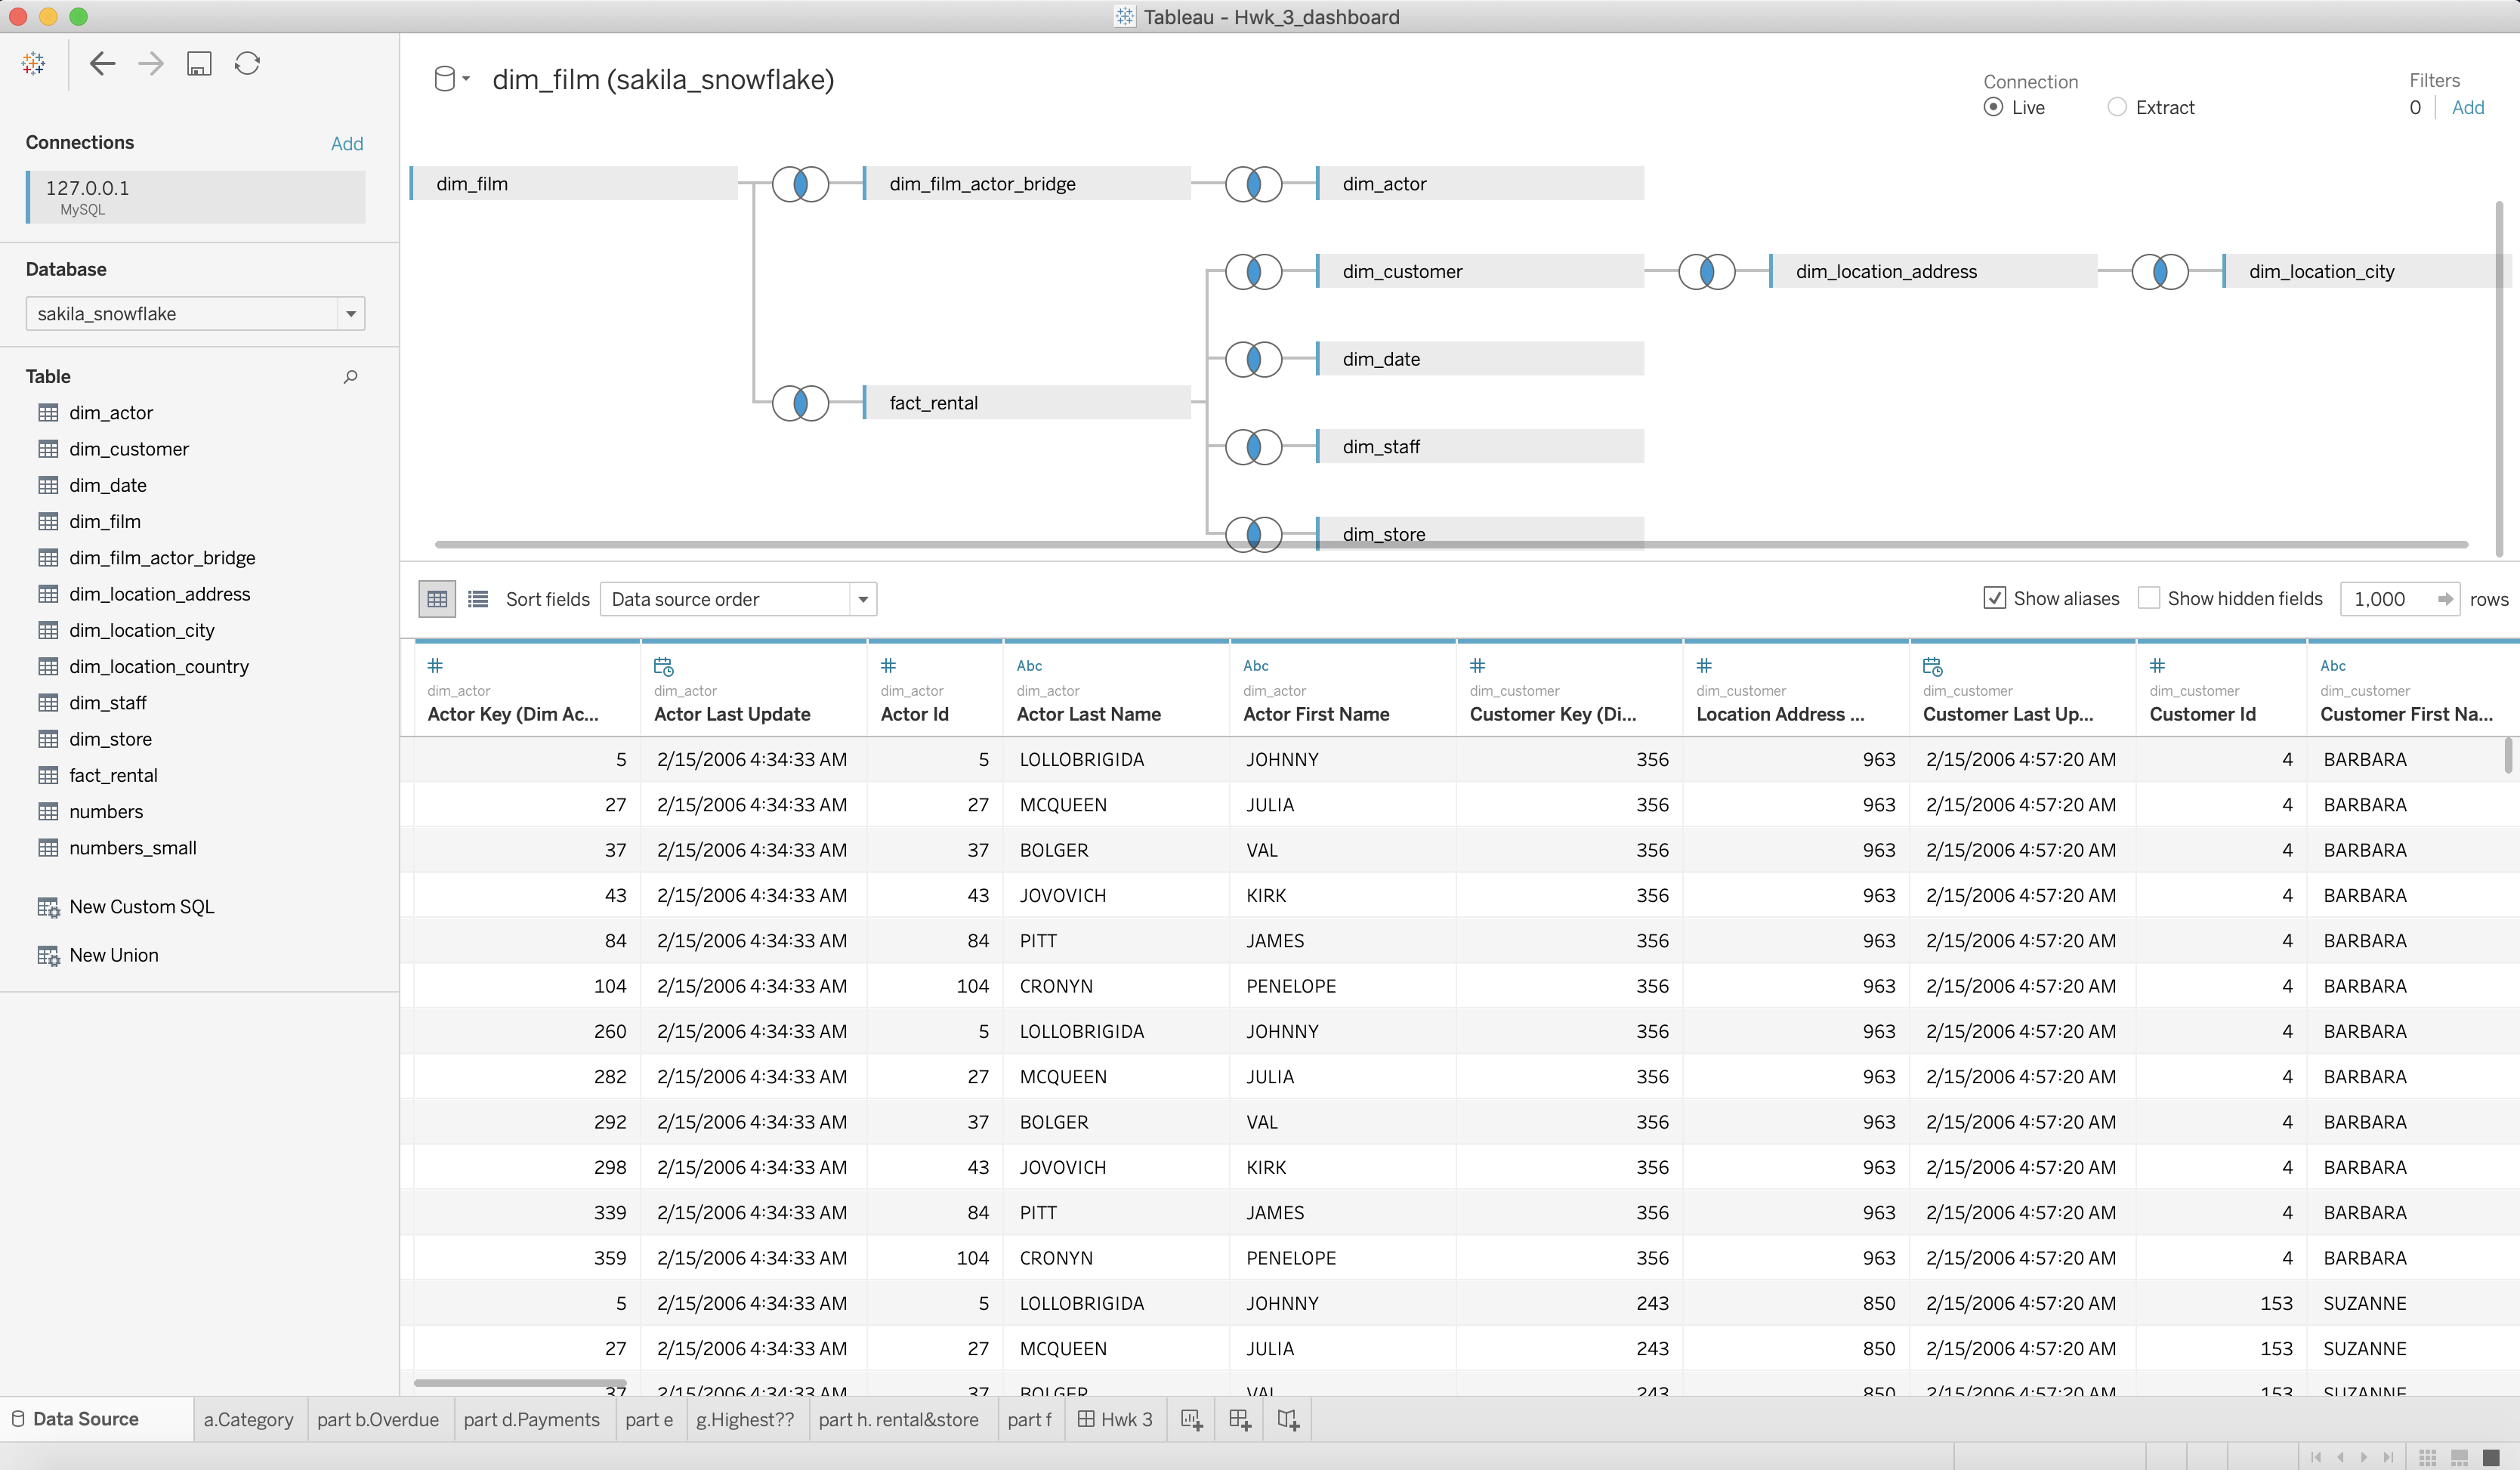 Tableau - Hwk_3_dashboard
dim_film (sakila_snowflake)
Connection
Live
Extract
Filters
0
Add
Connections
Add
127.0.0.1
MySQL
Database
sakila_snowflake
Table
dim_actor
dim_customer
dim_date
dim_film
dim_film_actor_bridge
dim_location_address
dim_location_city
dim_location_country
dim_staff
dim_store
fact_rental
numbers
numbers_small
New Custom SQL
New Union
dim_film
dim_film_actor_bridge
dim_actor
dim_customer
dim_location_address
dim_location_city
dim_date
fact_rental
dim_staff
dim_store
Sort fields
Data source order
Show aliases
Show hidden fields
1,000
rows
# # Abc Abc # # # Abc
dim_actor dim_actor dim_actor dim_actor dim_actor dim_customer dim_customer dim_customer dim_customer dim_customer
Actor Key (Dim Ac... Actor Last Update Actor Id Actor Last Name Actor First Name Customer Key (Di... Location Address ... Customer Last Up... Customer Id Customer First Na...
5 2/15/2006 4:34:33 AM 5 LOLLOBRIGIDA JOHNNY 356 963 2/15/2006 4:57:20 AM 4 BARBARA
27 2/15/2006 4:34:33 AM 27 MCQUEEN JULIA 356 963 2/15/2006 4:57:20 AM 4 BARBARA
37 2/15/2006 4:34:33 AM 37 BOLGER VAL 356 963 2/15/2006 4:57:20 AM 4 BARBARA
43 2/15/2006 4:34:33 AM 43 JOVOVICH KIRK 356 963 2/15/2006 4:57:20 AM 4 BARBARA
84 2/15/2006 4:34:33 AM 84 PITT JAMES 356 963 2/15/2006 4:57:20 AM 4 BARBARA
104 2/15/2006 4:34:33 AM 104 CRONYN PENELOPE 356 963 2/15/2006 4:57:20 AM 4 BARBARA
260 2/15/2006 4:34:33 AM 5 LOLLOBRIGIDA JOHNNY 356 963 2/15/2006 4:57:20 AM 4 BARBARA
282 2/15/2006 4:34:33 AM 27 MCQUEEN JULIA 356 963 2/15/2006 4:57:20 AM 4 BARBARA
292 2/15/2006 4:34:33 AM 37 BOLGER VAL 356 963 2/15/2006 4:57:20 AM 4 BARBARA
298 2/15/2006 4:34:33 AM 43 JOVOVICH KIRK 356 963 2/15/2006 4:57:20 AM 4 BARBARA
339 2/15/2006 4:34:33 AM 84 PITT JAMES 356 963 2/15/2006 4:57:20 AM 4 BARBARA
359 2/15/2006 4:34:33 AM 104 CRONYN PENELOPE 356 963 2/15/2006 4:57:20 AM 4 BARBARA
5 2/15/2006 4:34:33 AM 5 LOLLOBRIGIDA JOHNNY 243 850 2/15/2006 4:57:20 AM 153 SUZANNE
27 2/15/2006 4:34:33 AM 27 MCQUEEN JULIA 243 850 2/15/2006 4:57:20 AM 153 SUZANNE
37 2/15/2006 4:34:33 AM 37 BOLGER VAL 243 850 2/15/2006 4:57:20 AM 153 SUZANNE
Data Source
a.Category
part b.Overdue
part d.Payments
part e
g.Highest??
part h. rental&store
part f
Hwk 3